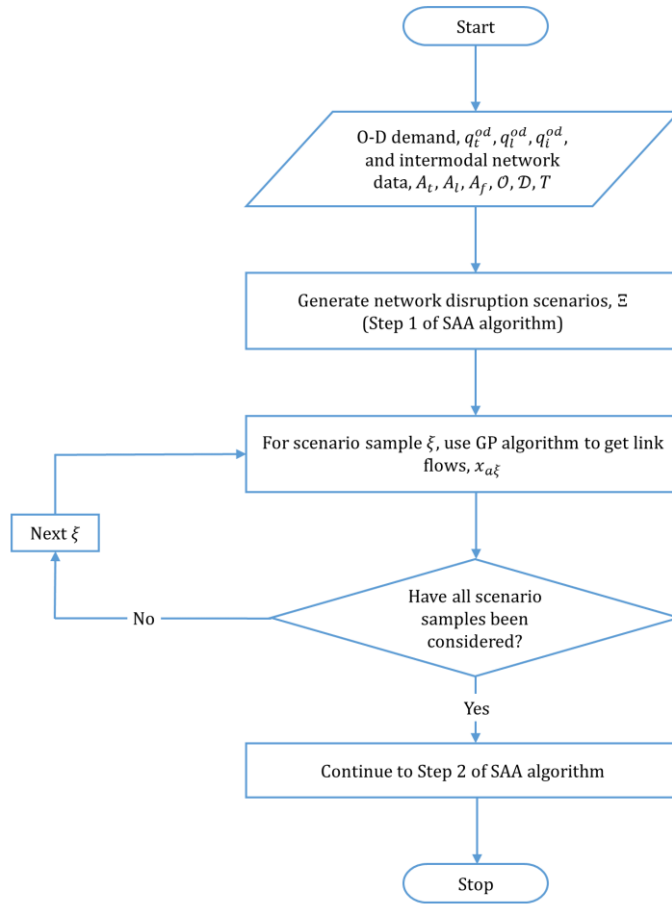 Start
O-D demand, $q_t^{od}, q_l^{od}, q_i^{od}$,
and intermodal network
data, $A_t, A_l, A_f, \mathcal{O}, \mathcal{D}, T$
Generate network disruption scenarios, Ξ
(Step 1 of SAA algorithm)
For scenario sample ξ, use GP algorithm to get link
flows, $x_{a\xi}$
Next ξ
Have all scenario
samples been
considered?
No
Yes
Continue to Step 2 of SAA algorithm
Stop